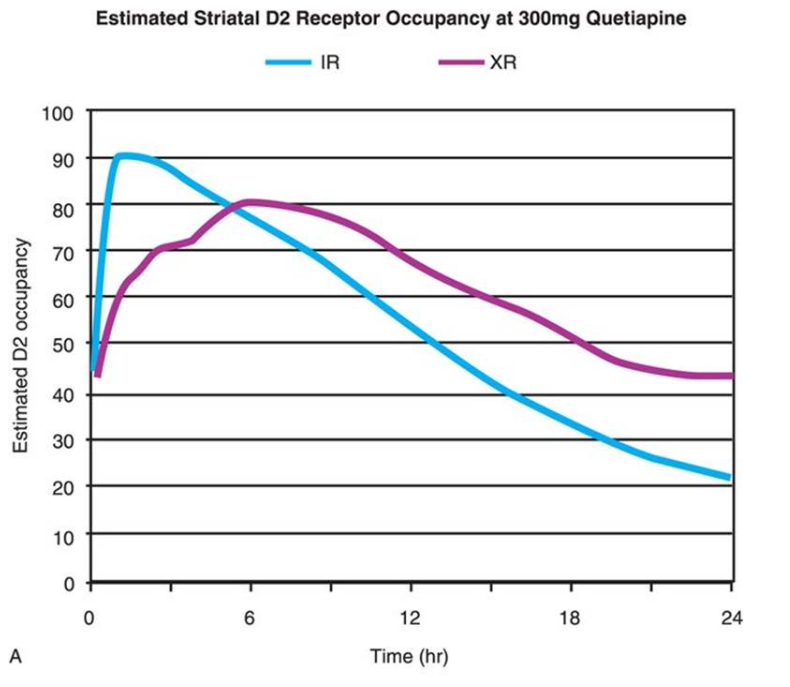 Estimated Striatal D2 Receptor Occupancy at 300mg Quetiapine
IR XR
100
90
80
70
60
50
40
30
20
10
0
Estimated D2 occupancy
0 6 12 18 24
A Time (hr)